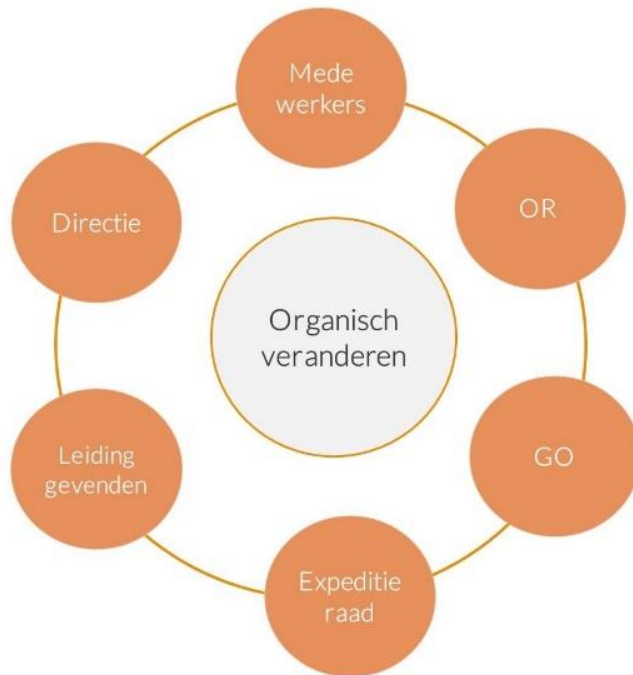 Mede
werkers
OR
GO
Expeditie
raad
Leiding
gevenden
Directie
Organisch
veranderen